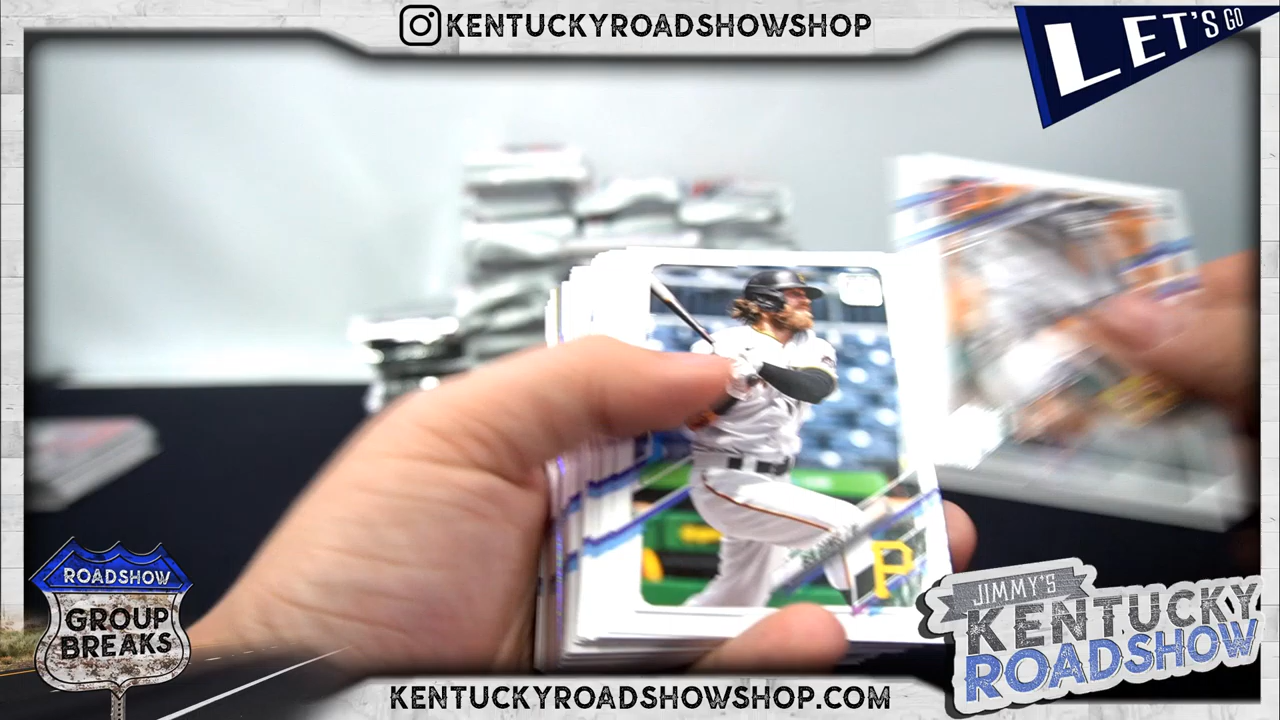 KENTUCKYROADSHOWSHOP
LET'S GO
P
ROADSHOW
GROUP
BREAKS
JIMMY'S
KENTUCKY
ROADSHOW
KENTUCKYROADSHOWSHOP.COM